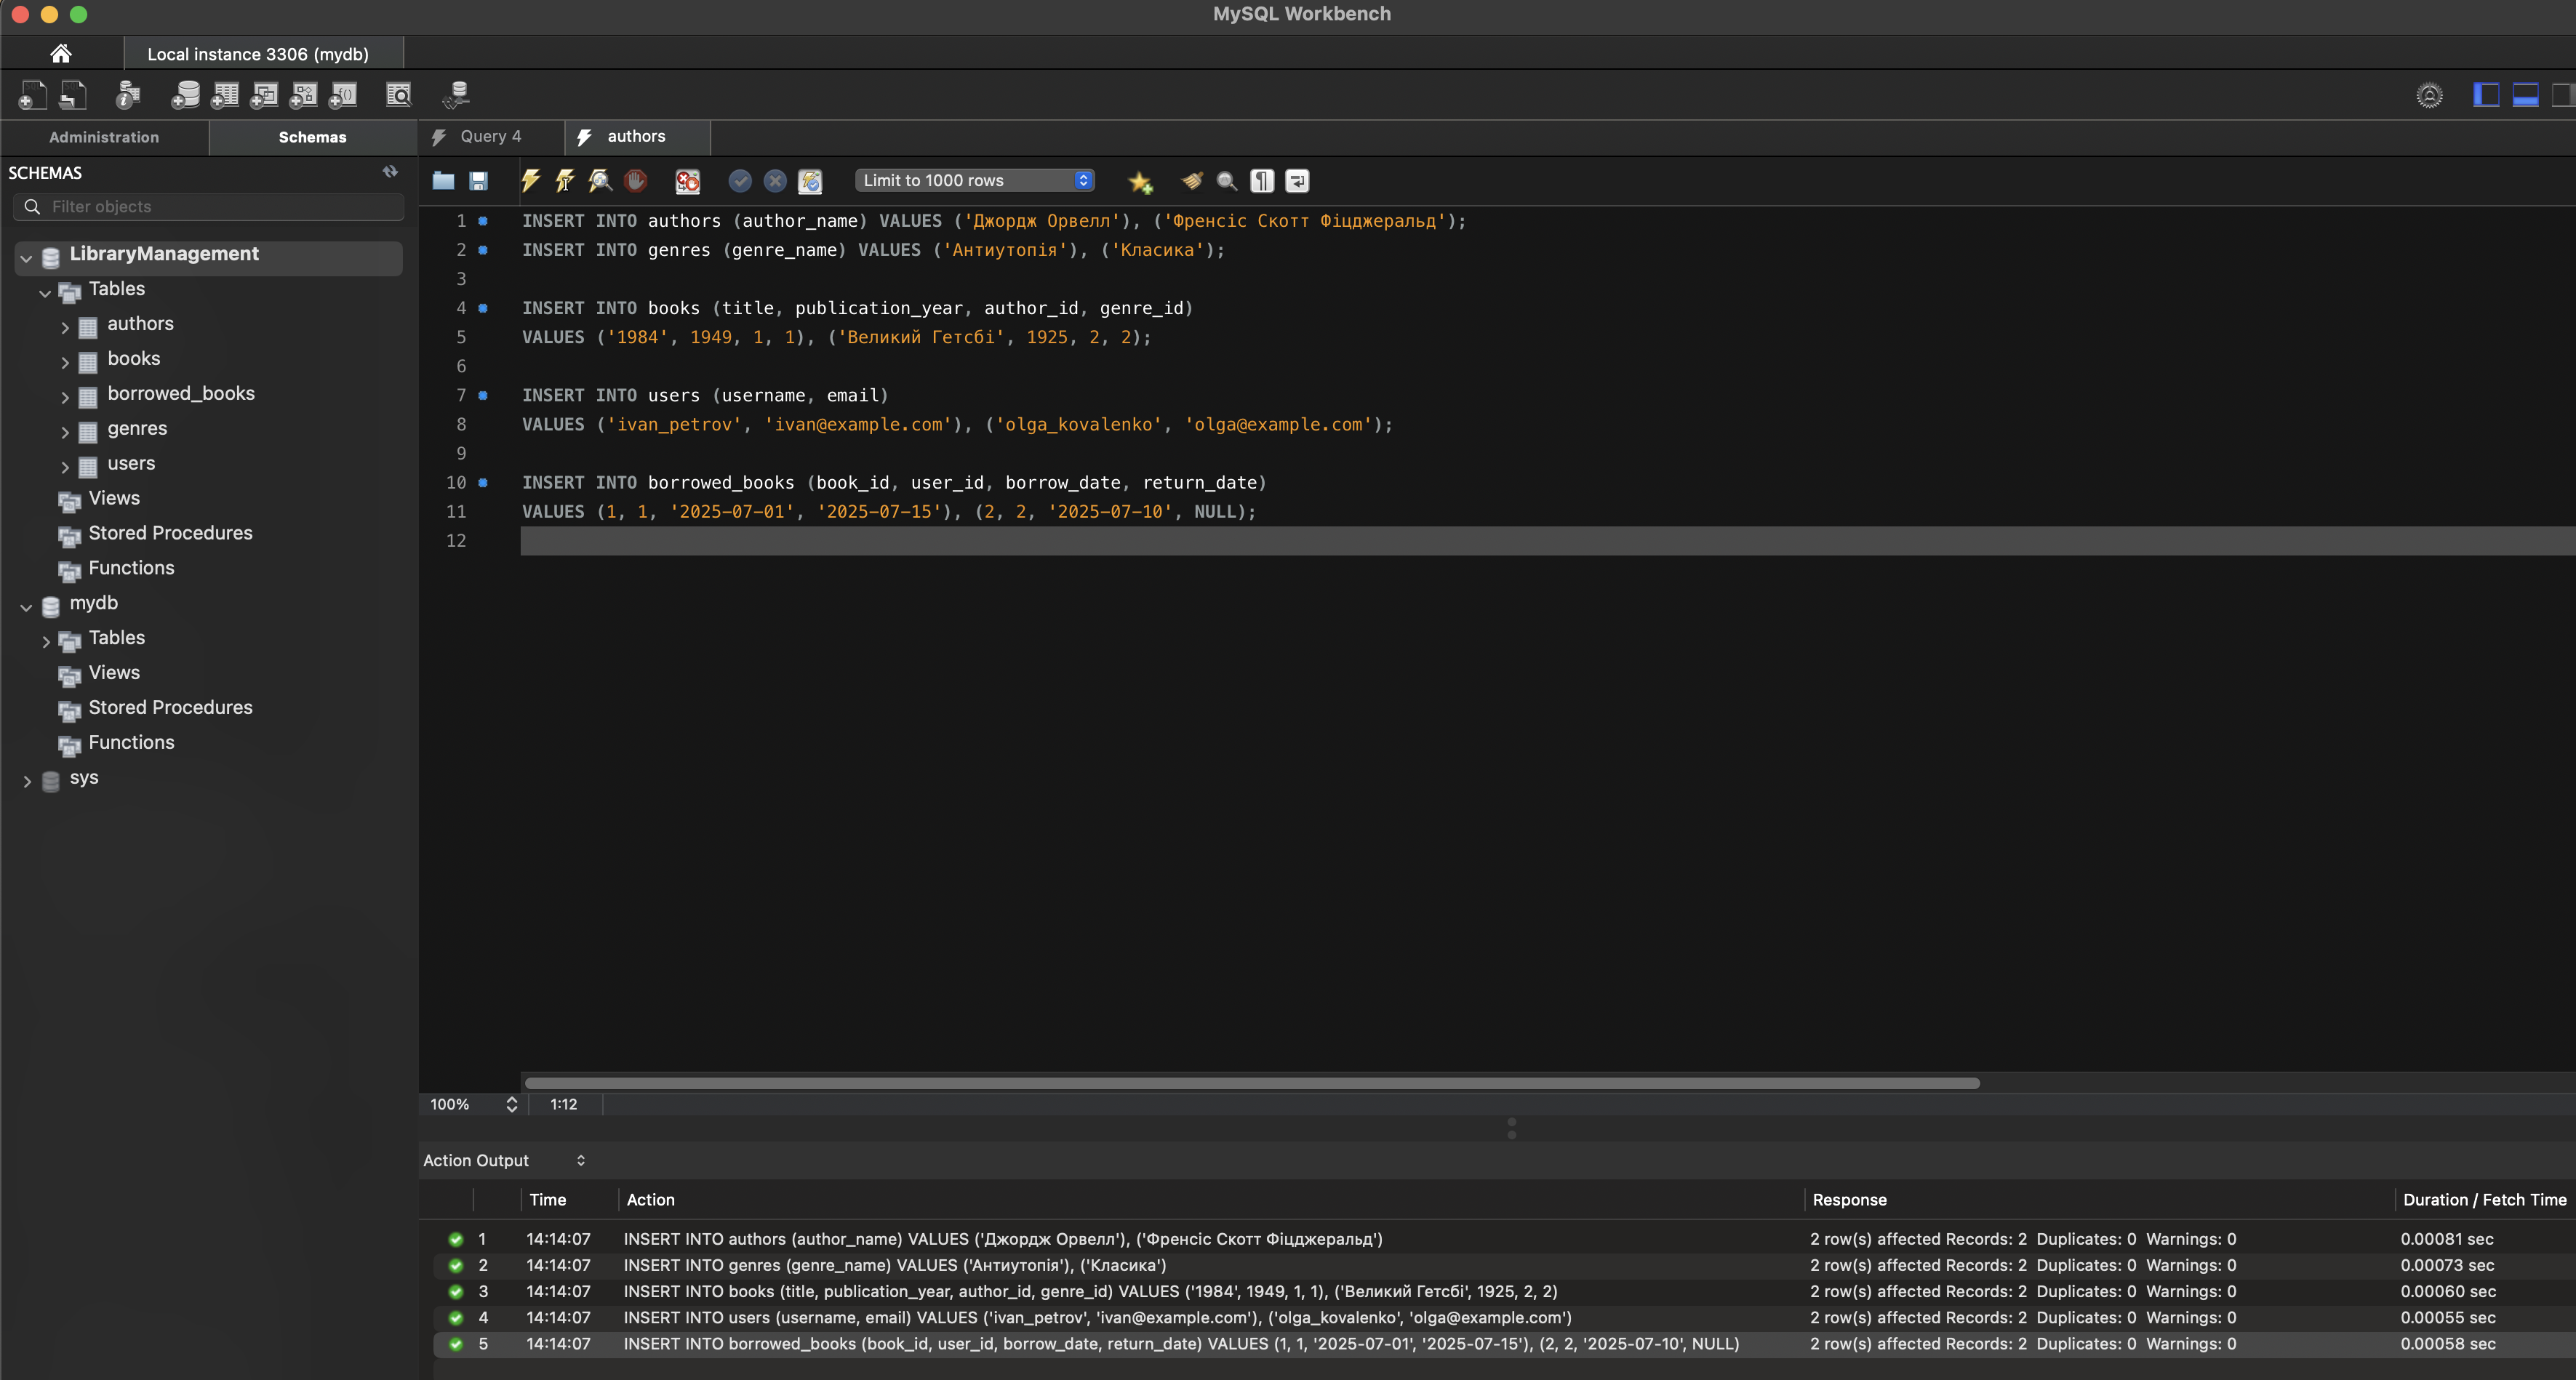 MySQL Workbench
Local instance 3306 (mydb)
Administration
Schemas
Query 4
authors
SCHEMAS
Filter objects
LibraryManagement
Tables
authors
books
borrowed_books
genres
users
Views
Stored Procedures
Functions
mydb
Tables
Views
Stored Procedures
Functions
sys
Limit to 1000 rows
1 INSERT INTO authors (author_name) VALUES ('Джордж Орвелл'), ('Френсіс Скотт Фіцджеральд');
2 INSERT INTO genres (genre_name) VALUES ('Антиутопія'), ('Класика');
3
4 INSERT INTO books (title, publication_year, author_id, genre_id)
5 VALUES ('1984', 1949, 1, 1), ('Великий Гетсбі', 1925, 2, 2);
6
7 INSERT INTO users (username, email)
8 VALUES ('ivan_petrov', 'ivan@example.com'), ('olga_kovalenko', 'olga@example.com');
9
10 INSERT INTO borrowed_books (book_id, user_id, borrow_date, return_date)
11 VALUES (1, 1, '2025-07-01', '2025-07-15'), (2, 2, '2025-07-10', NULL);
12
100% 1:12
Action Output
Time Action Response Duration / Fetch Time
1 14:14:07 INSERT INTO authors (author_name) VALUES ('Джордж Орвелл'), ('Френсіс Скотт Фіцджеральд') 2 row(s) affected Records: 2 Duplicates: 0 Warnings: 0 0.00081 sec
2 14:14:07 INSERT INTO genres (genre_name) VALUES ('Антиутопія'), ('Класика') 2 row(s) affected Records: 2 Duplicates: 0 Warnings: 0 0.00073 sec
3 14:14:07 INSERT INTO books (title, publication_year, author_id, genre_id) VALUES ('1984', 1949, 1, 1), ('Великий Гетсбі', 1925, 2, 2) 2 row(s) affected Records: 2 Duplicates: 0 Warnings: 0 0.00060 sec
4 14:14:07 INSERT INTO users (username, email) VALUES ('ivan_petrov', 'ivan@example.com'), ('olga_kovalenko', 'olga@example.com') 2 row(s) affected Records: 2 Duplicates: 0 Warnings: 0 0.00055 sec
5 14:14:07 INSERT INTO borrowed_books (book_id, user_id, borrow_date, return_date) VALUES (1, 1, '2025-07-01', '2025-07-15'), (2, 2, '2025-07-10', NULL) 2 row(s) affected Records: 2 Duplicates: 0 Warnings: 0 0.00058 sec